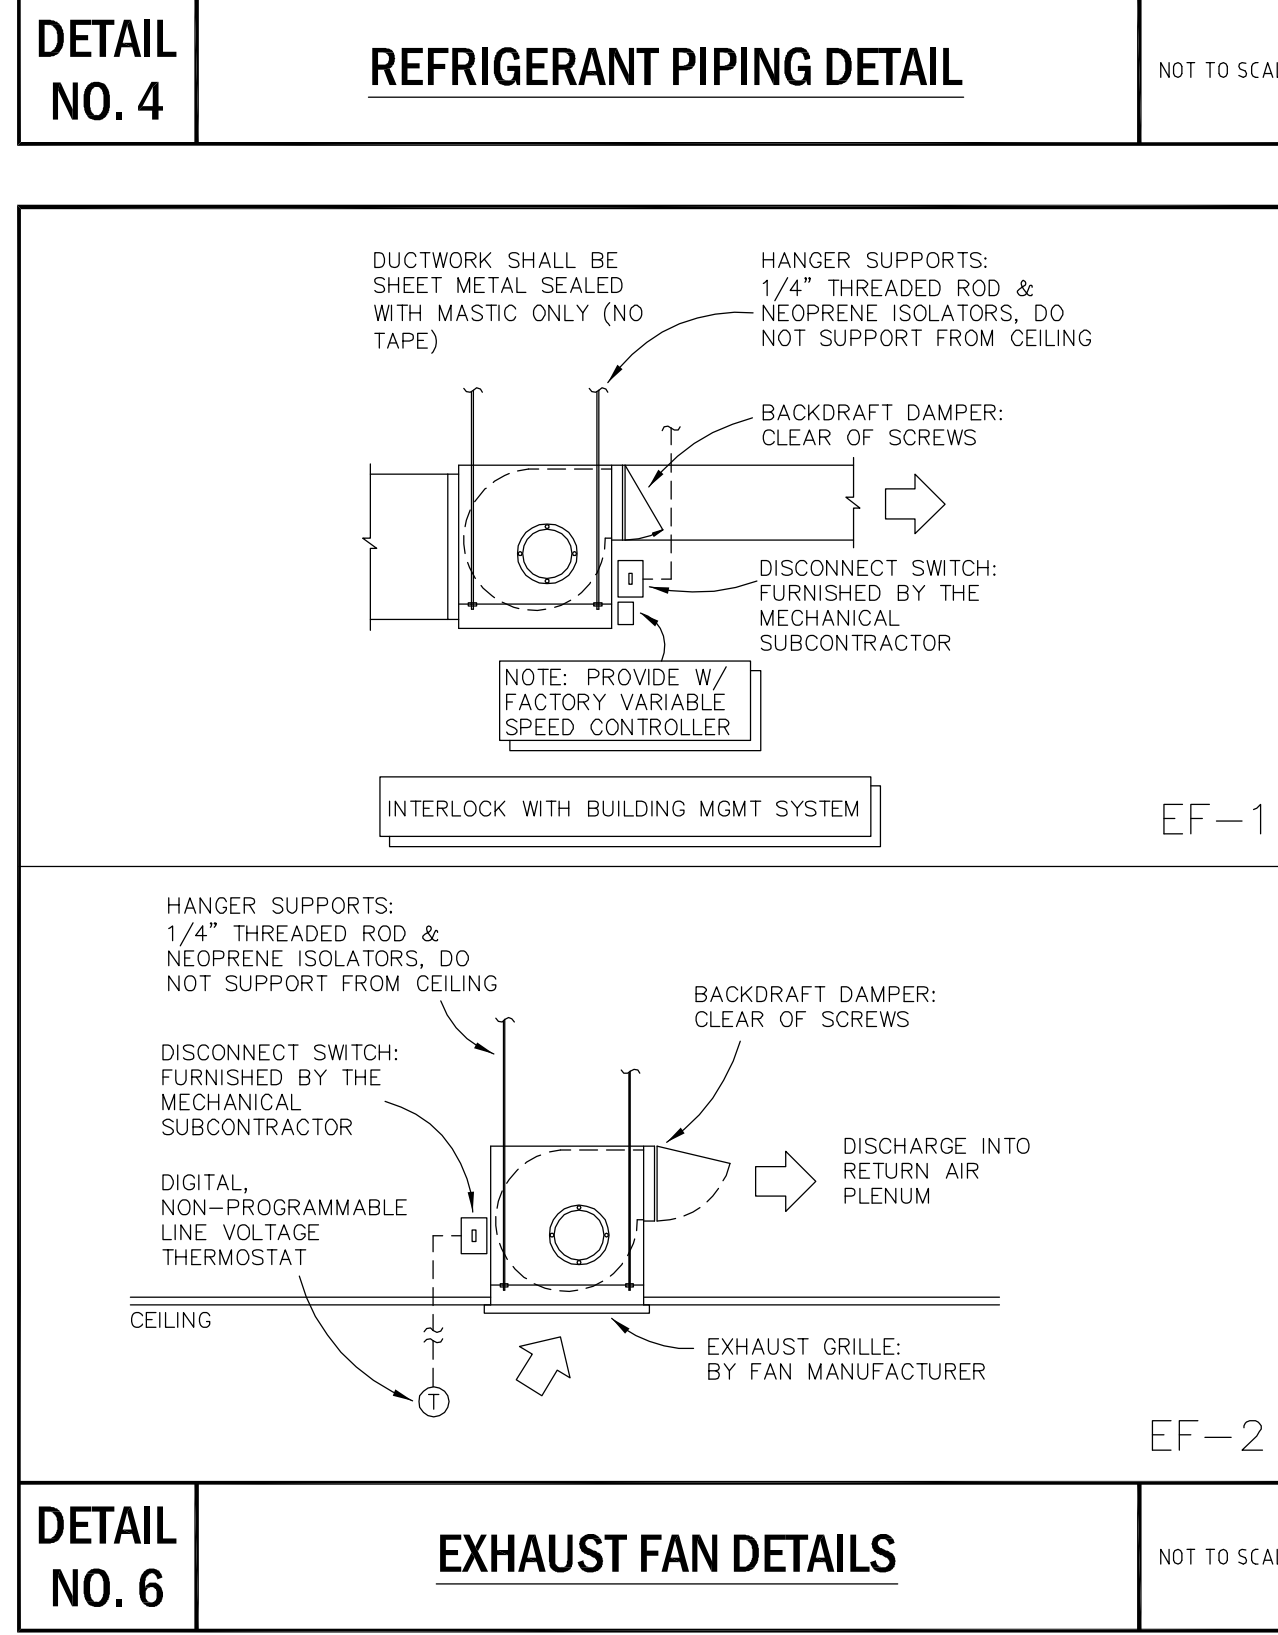 DETAIL
NO. 4
REFRIGERANT PIPING DETAIL
NOT TO SCAL
DUCTWORK SHALL BE
SHEET METAL SEALED
WITH MASTIC ONLY (NO
TAPE)
HANGER SUPPORTS:
1/4" THREADED ROD &
NEOPRENE ISOLATORS, DO
NOT SUPPORT FROM CEILING
BACKDRAFT DAMPER:
CLEAR OF SCREWS
DISCONNECT SWITCH:
FURNISHED BY THE
MECHANICAL
SUBCONTRACTOR
NOTE: PROVIDE W/
FACTORY VARIABLE
SPEED CONTROLLER
INTERLOCK WITH BUILDING MGMT SYSTEM
EF-1
HANGER SUPPORTS:
1/4" THREADED ROD &
NEOPRENE ISOLATORS, DO
NOT SUPPORT FROM CEILING
BACKDRAFT DAMPER:
CLEAR OF SCREWS
DISCONNECT SWITCH:
FURNISHED BY THE
MECHANICAL
SUBCONTRACTOR
DISCHARGE INTO
RETURN AIR
PLENUM
DIGITAL,
NON-PROGRAMMABLE
LINE VOLTAGE
THERMOSTAT
CEILING
EXHAUST GRILLE:
BY FAN MANUFACTURER
T
EF-2
DETAIL
NO. 6
EXHAUST FAN DETAILS
NOT TO SCAL